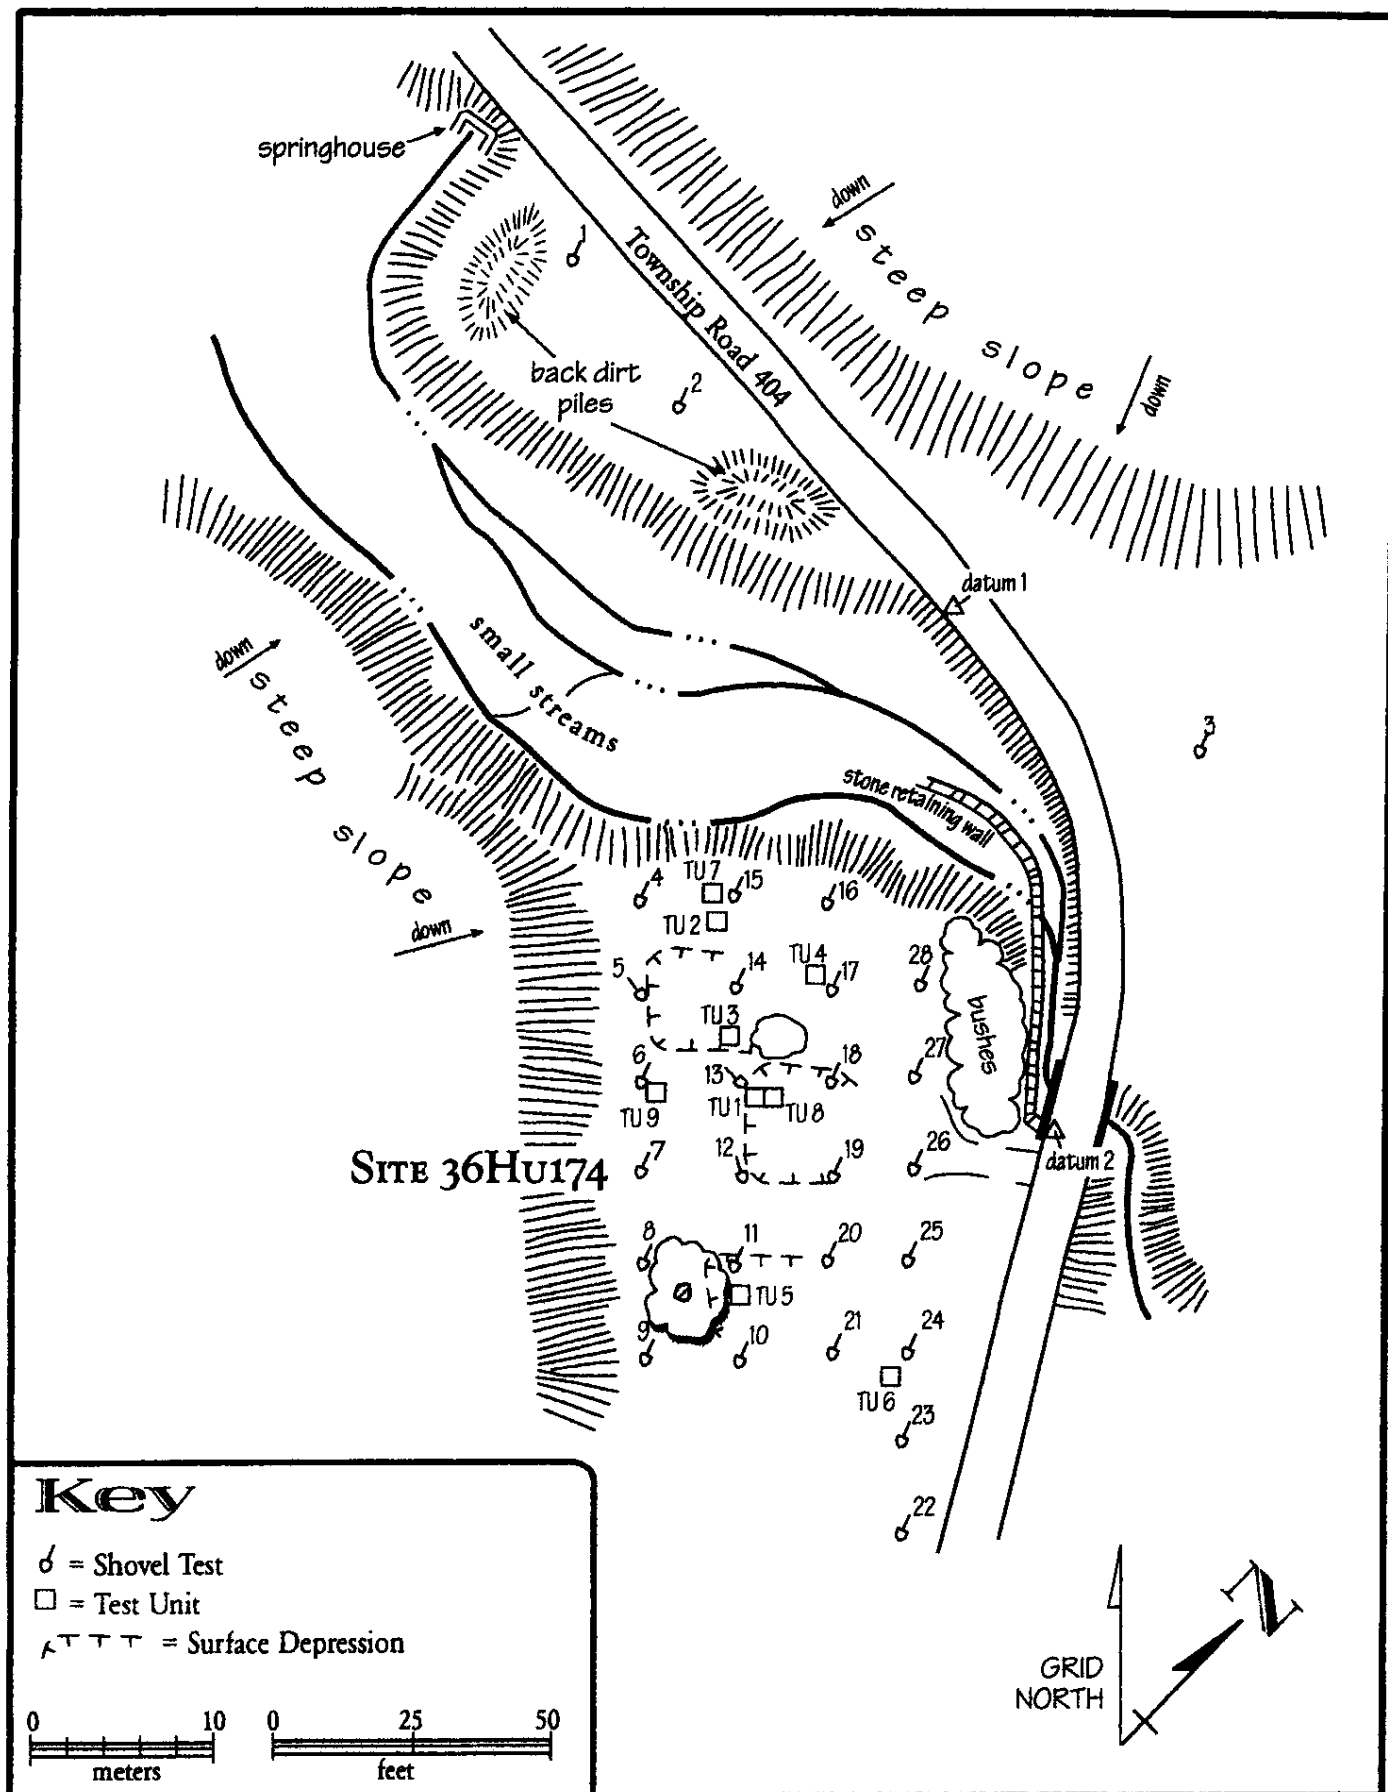 springhouse
down
steep slope
1
Township Road 404
back dirt
piles
2
down
datum 1
down
steep slope
small streams
3
stone retaining wall
down
4
TU 7
15
16
TU 2
5
14
TU 4
17
28
bushes
TU 3
6
13
18
27
TU 9
TU 1
TU 8
SITE 36HU174
7
12
19
26
datum 2
8
11
20
25
TU 5
9
10
21
24
TU 6
23
22
Key
= Shovel Test
= Test Unit
= Surface Depression
0 10
meters
0 25 50
feet
GRID
NORTH
N